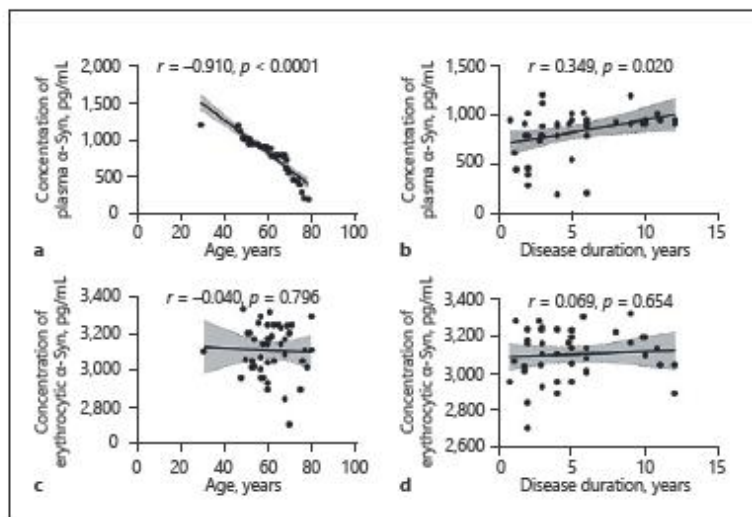 r = –0.910, p < 0.0001
Concentration of
plasma α-Syn, pg/mL
2,000
1,500
1,000
500
0
0 20 40 60 80 100
a
Age, years
r = 0.349, p = 0.020
Concentration of
plasma α-Syn, pg/mL
1,500
1,000
500
0
0 5 10 15
b
Disease duration, years
r = –0.040, p = 0.796
Concentration of
erythrocytic α-Syn, pg/mL
3,400
3,200
3,000
2,800
0
0 20 40 60 80 100
c
Age, years
r = 0.069, p = 0.654
Concentration of
erythrocytic α-Syn, pg/mL
3,400
3,200
3,000
2,800
2,600
0 5 10 15
d
Disease duration, years